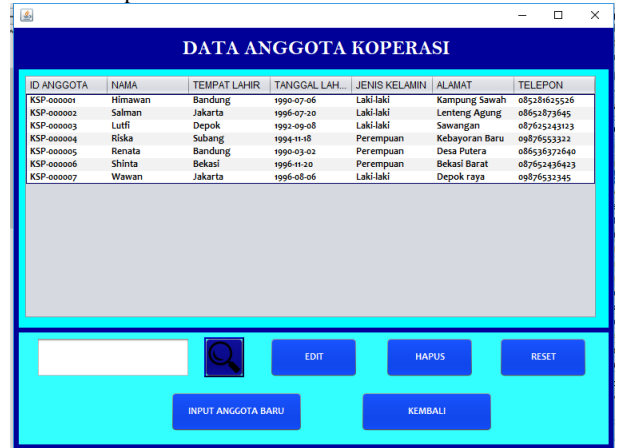 DATA ANGGOTA KOPERASI
ID ANGGOTA NAMA TEMPAT LAHIR TANGGAL LAH... JENIS KELAMIN ALAMAT TELEPON
KSP-000001 Himawan Bandung 1990-07-06 Laki-laki Kampung Sawah 085281625526
KSP-000002 Salman Jakarta 1996-07-20 Laki-laki Lenteng Agung 08652873645
KSP-000003 Lutfi Depok 1992-09-08 Laki-laki Sawangan 087625243123
KSP-000004 Riska Subang 1994-11-18 Perempuan Kebayoran Baru 09876553322
KSP-000005 Renata Bandung 1990-03-02 Perempuan Desa Putera 086536372640
KSP-000006 Shinta Bekasi 1996-11-20 Perempuan Bekasi Barat 087652436423
KSP-000007 Wawan Jakarta 1996-08-06 Laki-laki Depok raya 09876532345
EDIT HAPUS RESET
INPUT ANGGOTA BARU KEMBALI